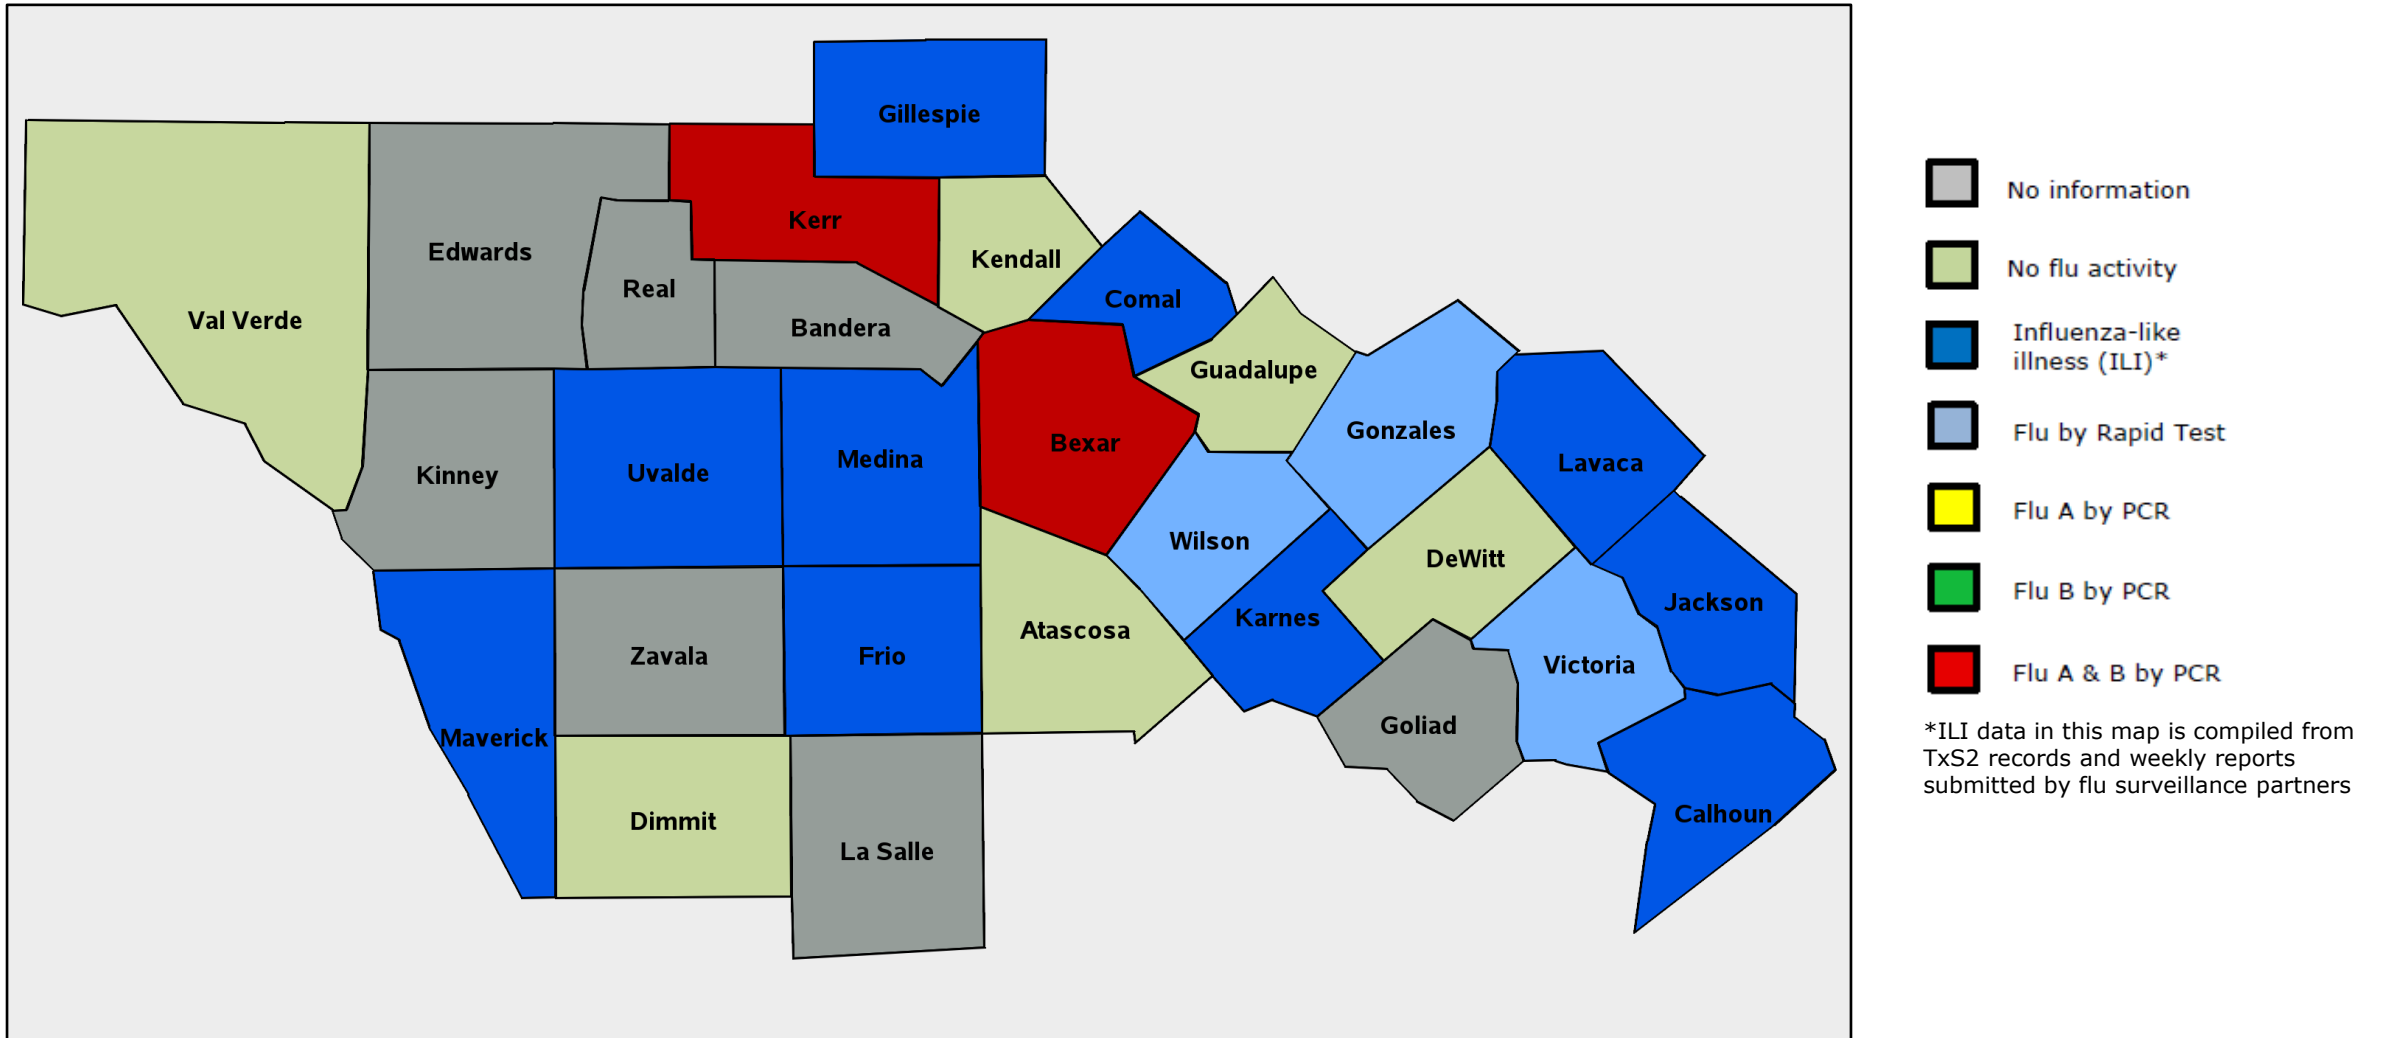 Gillespie
Kerr
Edwards
Kendall
Real
Comal
Val Verde
Bandera
Guadalupe
Gonzales
Bexar
Medina
Lavaca
Uvalde
Kinney
Wilson
DeWitt
Jackson
Karnes
Atascosa
Zavala
Frio
Victoria
Goliad
Maverick
Calhoun
Dimmit
La Salle
No information
No flu activity
Influenza-like
illness (ILI)*
Flu by Rapid Test
Flu A by PCR
Flu B by PCR
Flu A & B by PCR
*ILI data in this map is compiled from
TxS2 records and weekly reports
submitted by flu surveillance partners